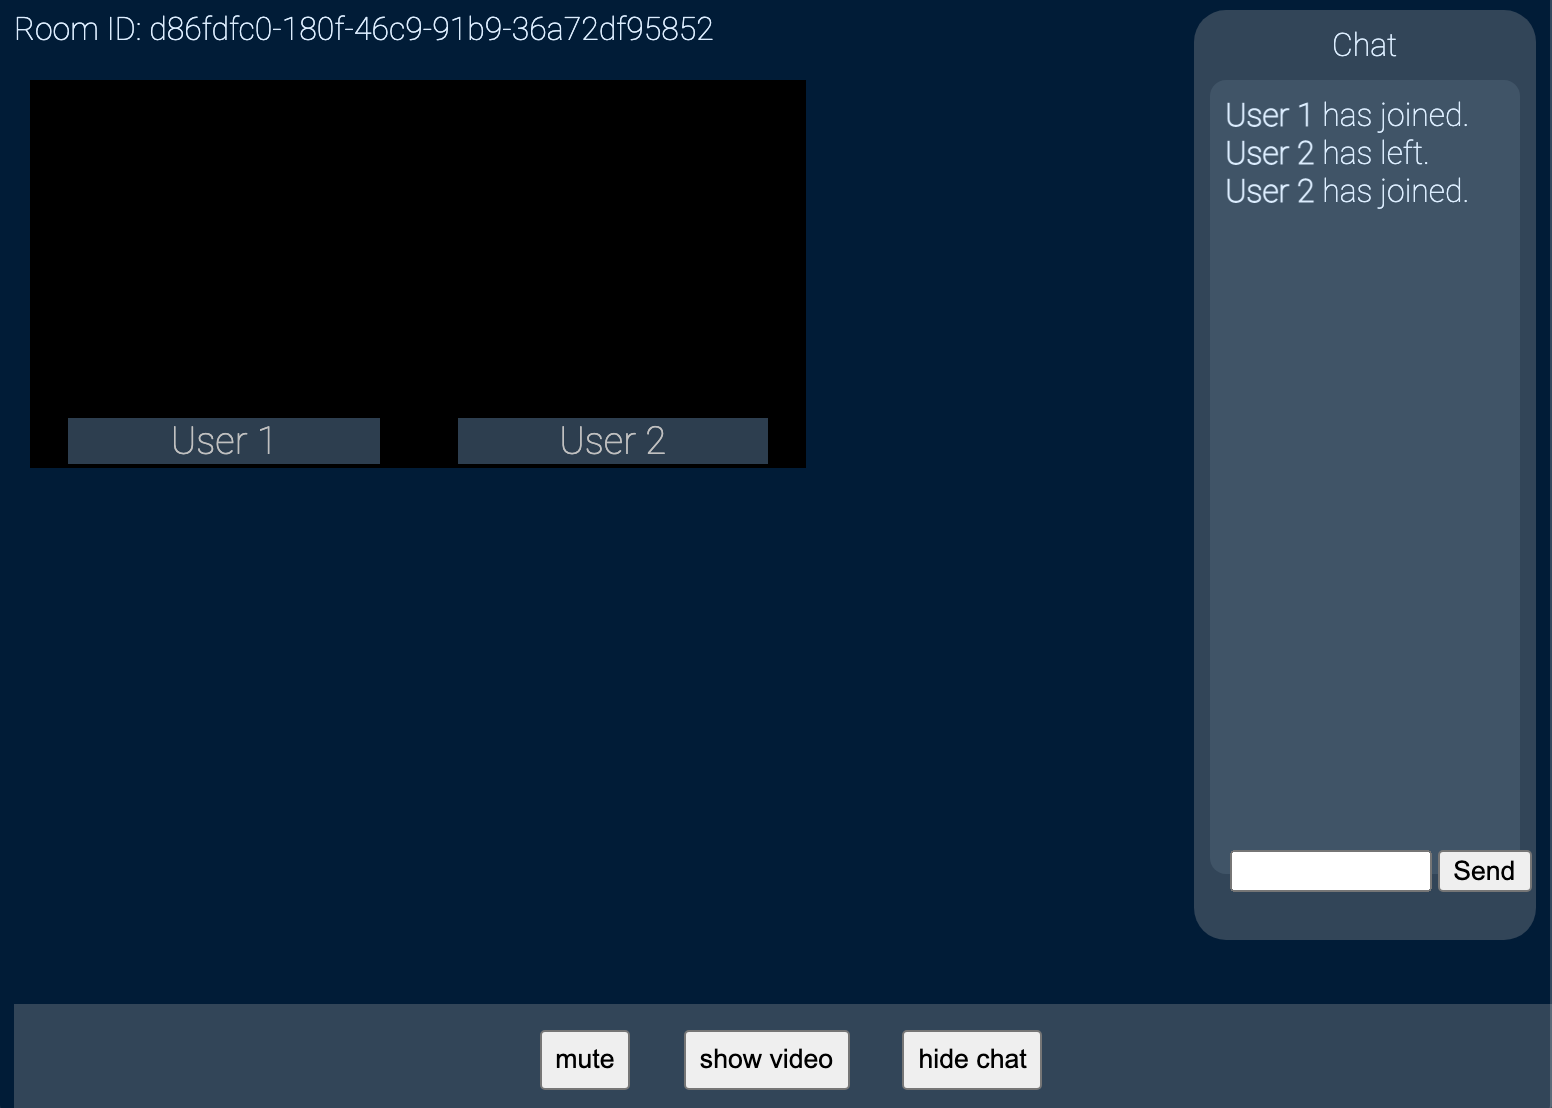 Room ID: d86fdfc0-180f-46c9-91b9-36a72df95852
User 1
User 2
Chat
User 1 has joined.
User 2 has left.
User 2 has joined.
Send
mute
show video
hide chat